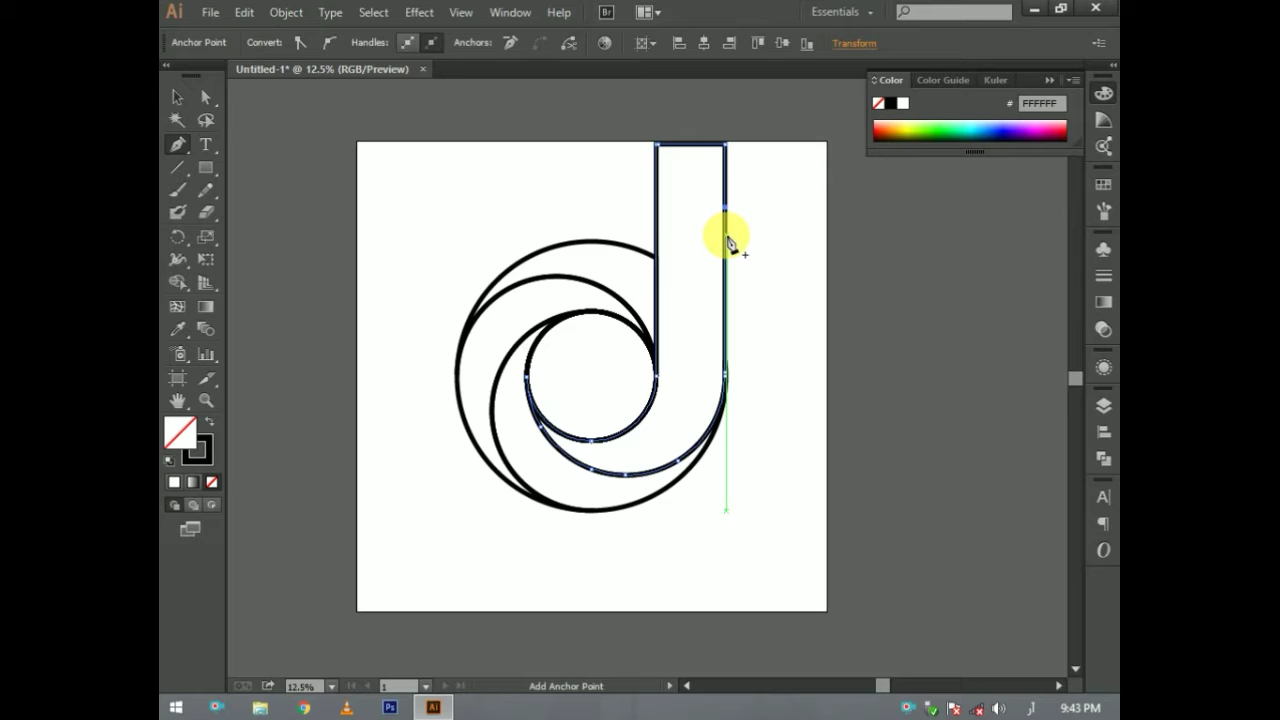 Ai File Edit Object Type Select Effect View Window Help Br Essentials
Anchor Point Convert: Handles: Anchors: Transform
Untitled-1* @ 12.5% (RGB/Preview) ×
Color Color Guide Kuler
# FFFFFF
T
A
O
12.5% 1 Add Anchor Point
Ps Ai 9:43 PM